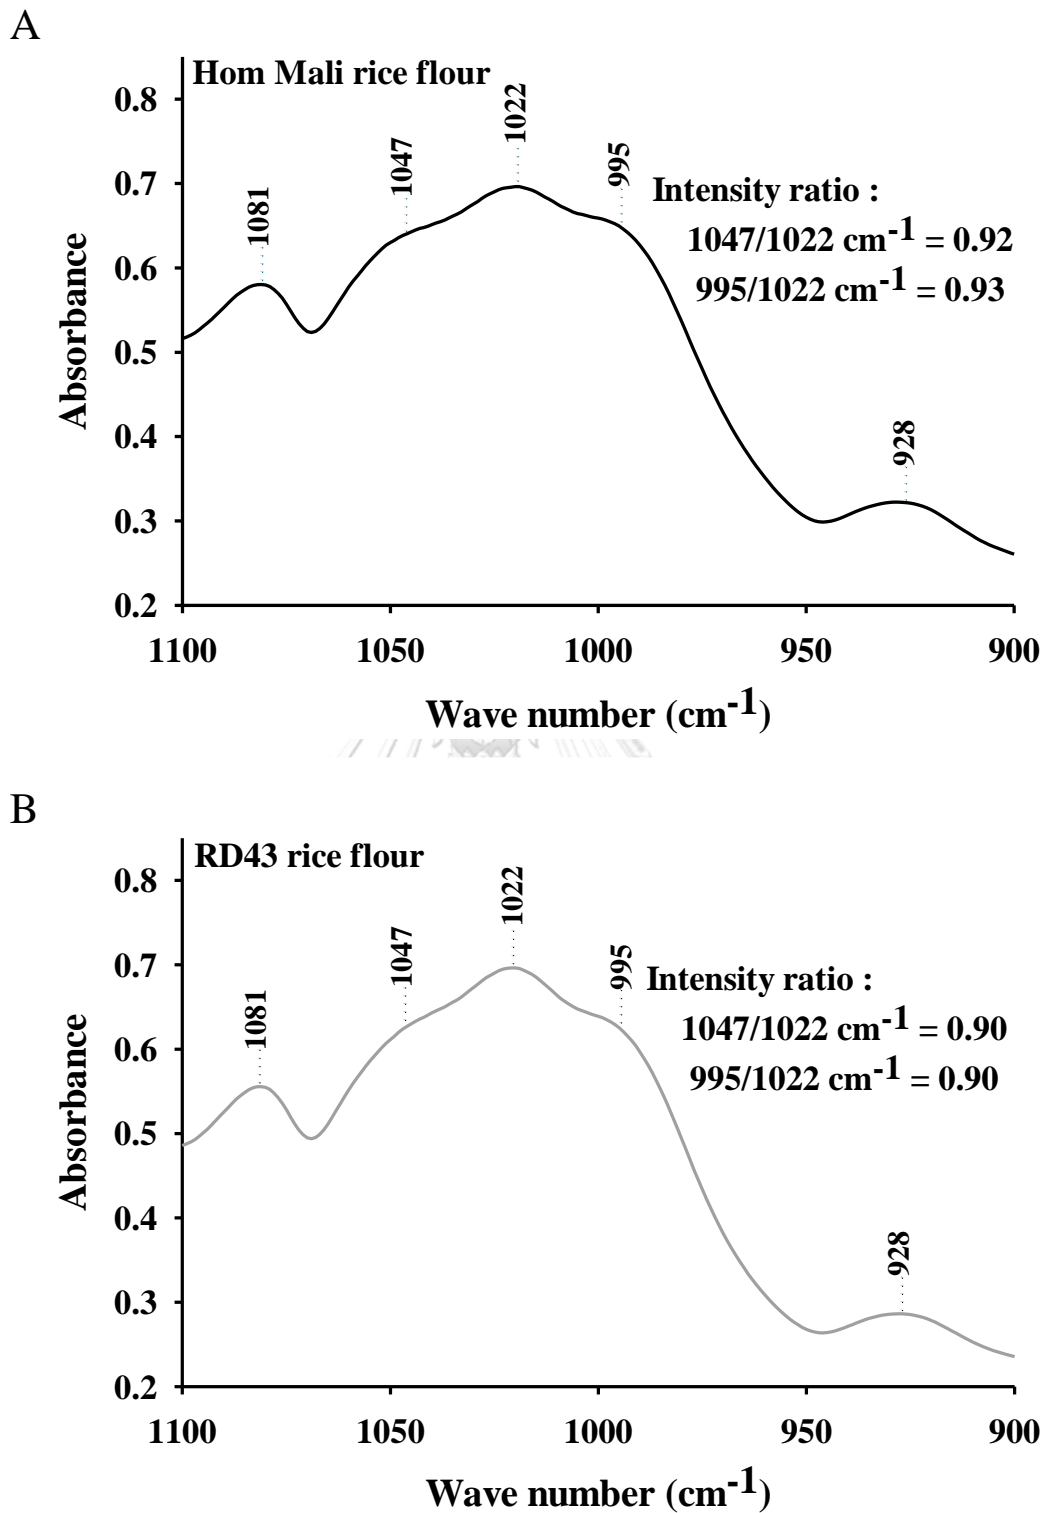 A
Hom Mali rice flour
0.8
0.7
0.6
0.5
0.4
0.3
0.2
Absorbance
1081
1047
1022
995
928
Intensity ratio :
1047/1022 cm-1 = 0.92
995/1022 cm-1 = 0.93
1100 1050 1000 950 900
Wave number (cm-1)
B
RD43 rice flour
0.8
0.7
0.6
0.5
0.4
0.3
0.2
Absorbance
1081
1047
1022
995
928
Intensity ratio :
1047/1022 cm-1 = 0.90
995/1022 cm-1 = 0.90
1100 1050 1000 950 900
Wave number (cm-1)